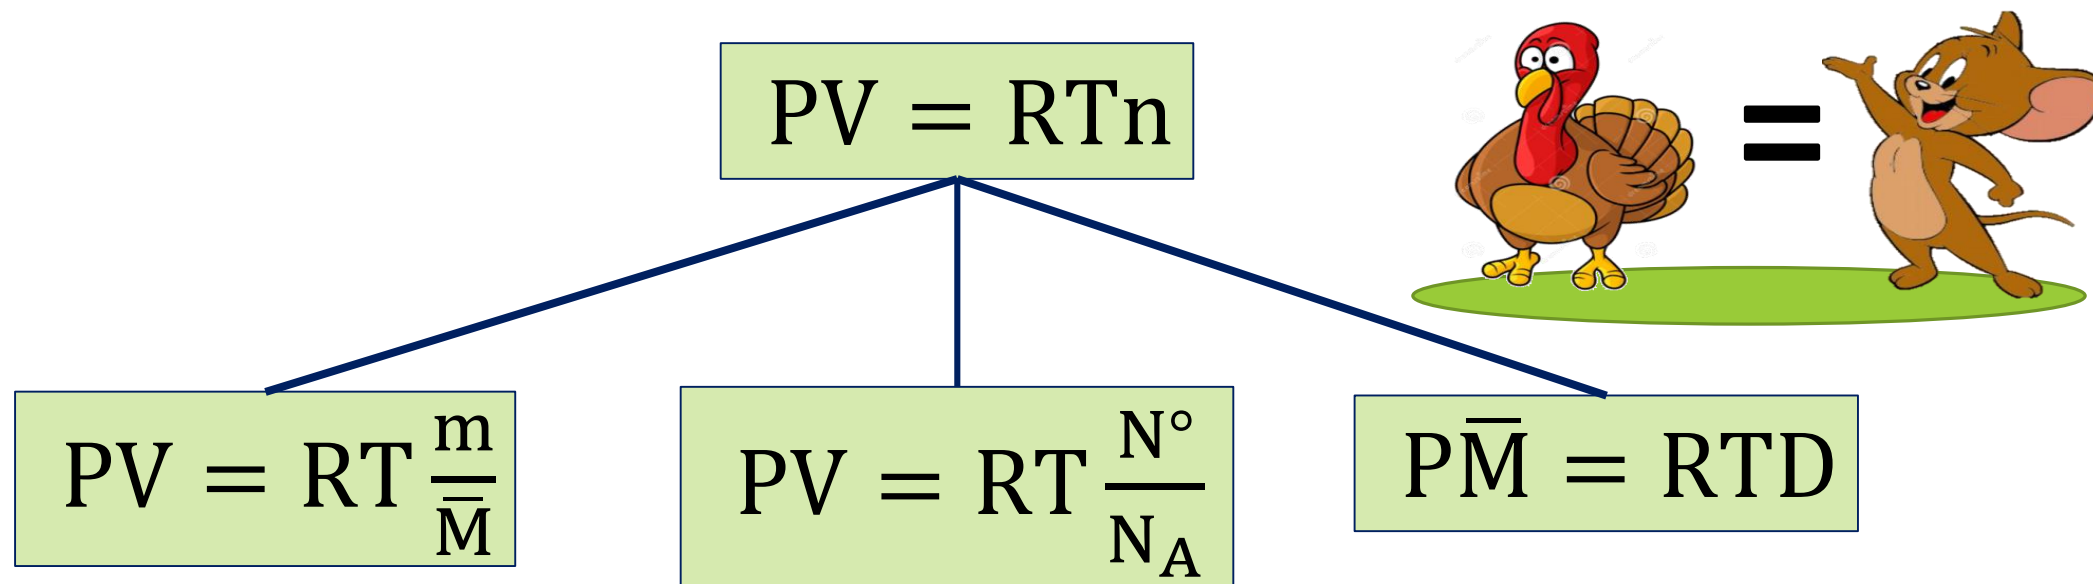 PV = RTn
=
PV = RT m/M̅
PV = RT N°/N_A
PM̅ = RTD